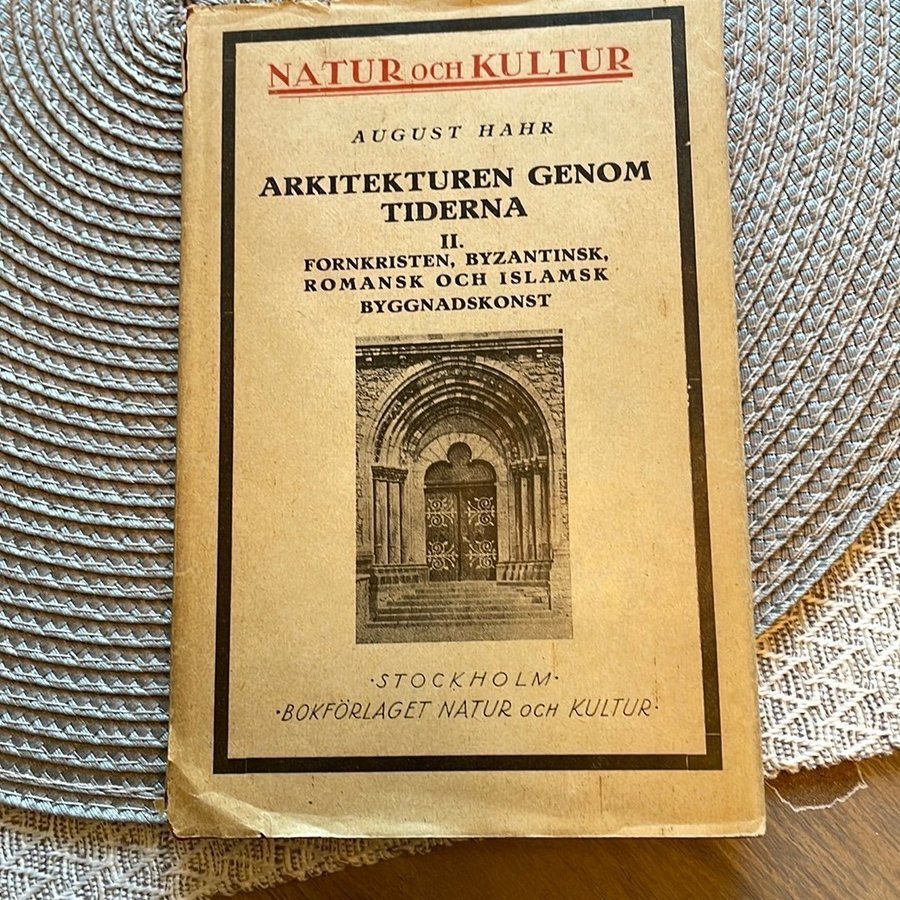 NATUR OCH KULTUR
AUGUST HAHR
ARKITEKTUREN GENOM
TIDERNA
II.
FORNKRISTEN, BYZANTINSK,
ROMANSK OCH ISLAMSK
BYGGNADSKONST
·STOCKHOLM·
·BOKFÖRLAGET NATUR OCH KULTUR·